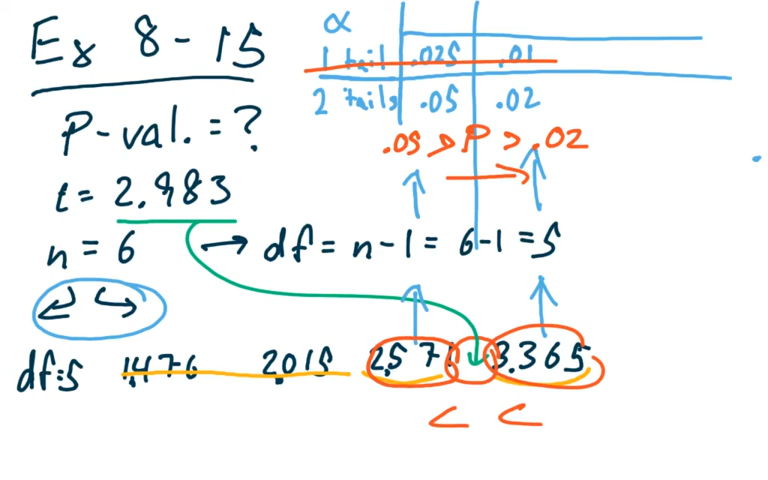 Ex 8-15
α
1 tail .025 .01
2 tails .05 .02
P-val. = ?
.05 > P > .02
t = 2.983
n = 6 → df = n-1 = 6-1 = 5
df:5 1.476 2.015 2.571 3.365
< <